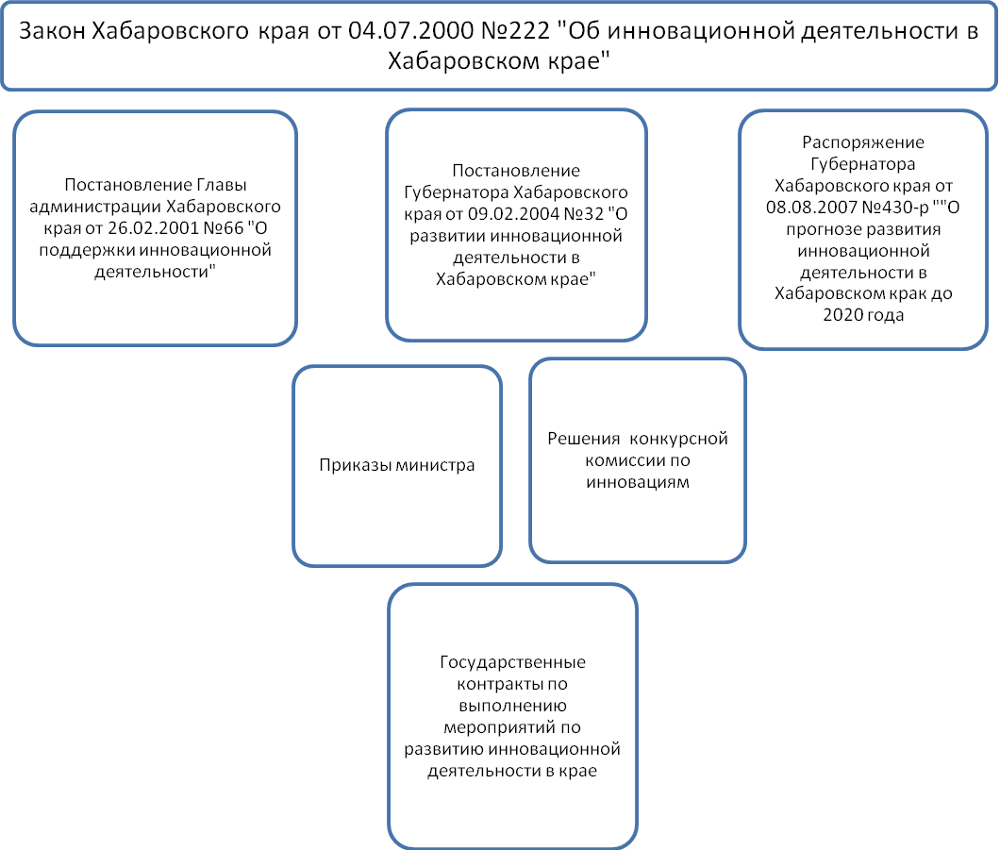 Закон Хабаровского края от 04.07.2000 №222 "Об инновационной деятельности в
Хабаровском крае"
Постановление Главы
администрации Хабаровского
края от 26.02.2001 №66 "О
поддержки инновационной
деятельности"
Постановление
Губернатора Хабаровского
края от 09.02.2004 №32 "О
развитии инновационной
деятельности в
Хабаровском крае"
Распоряжение
Губернатора
Хабаровского края от
08.08.2007 №430-р ""О
прогнозе развития
инновационной
деятельности в
Хабаровском крак до
2020 года
Приказы министра
Решения конкурсной
комиссии по
инновациям
Государственные
контракты по
выполнению
мероприятий по
развитию инновационной
деятельности в крае